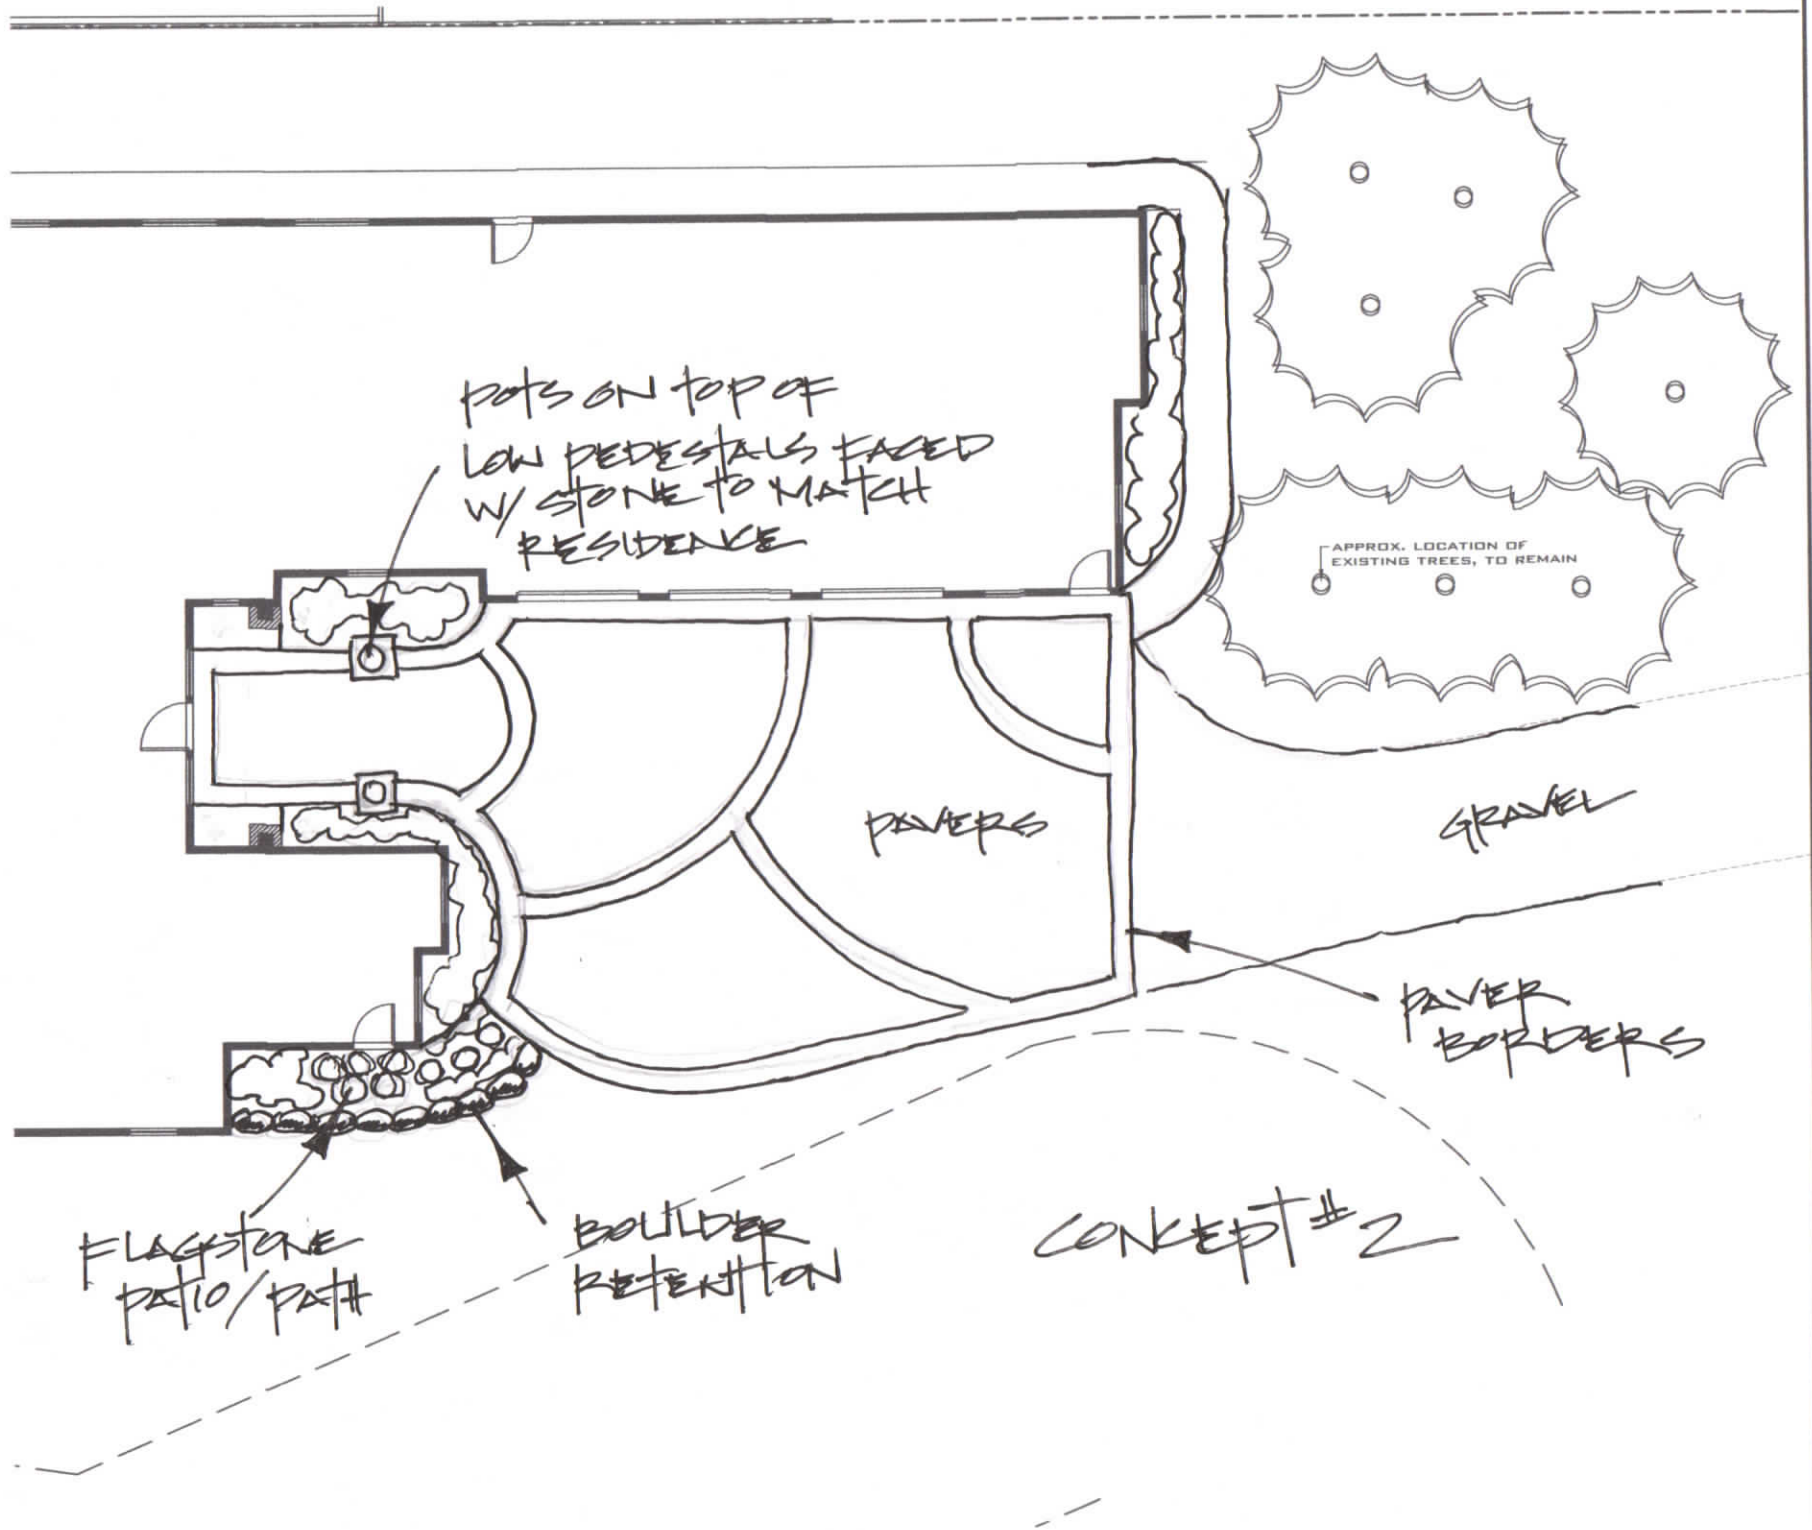 POTS ON TOP OF
LOW PEDESTALS FACED
W/ STONE TO MATCH
RESIDENCE
APPROX. LOCATION OF
EXISTING TREES, TO REMAIN
PAVERS
GRAVEL
PAVER
BORDERS
FLAGSTONE
PATIO/PATH
BOULDER
RETENTION
CONCEPT #2